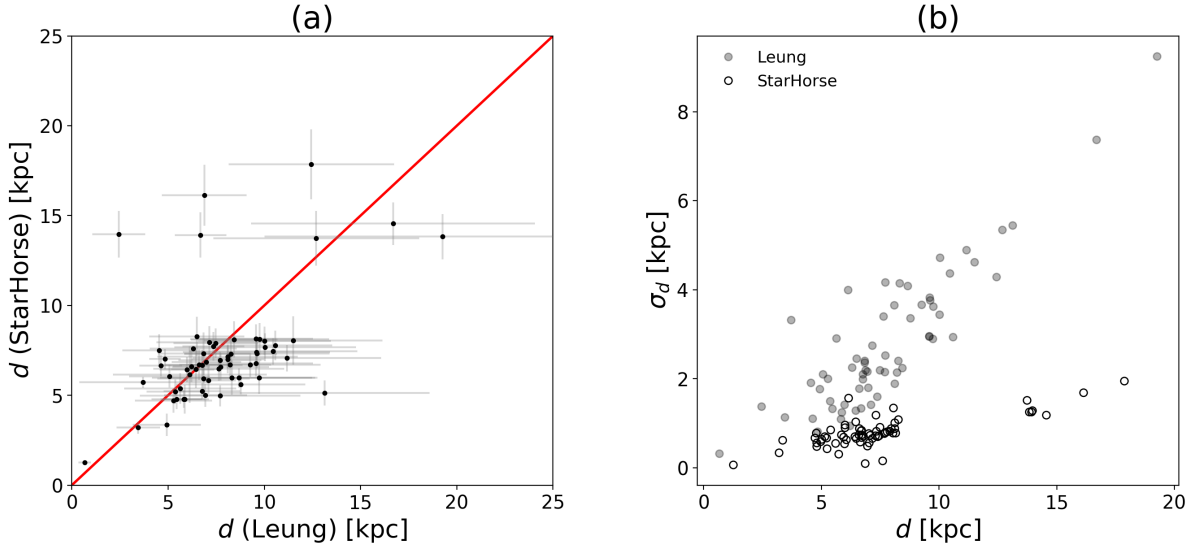 (a)
25
20
15
10
5
0
d (StarHorse) [kpc]
0 5 10 15 20 25
d (Leung) [kpc]
(b)
Leung
StarHorse
8
6
4
2
0
σd [kpc]
0 5 10 15 20
d [kpc]